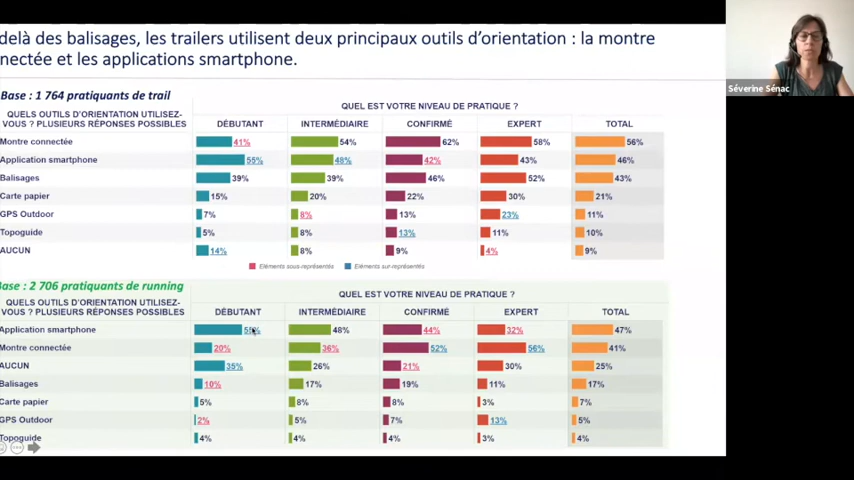 delà des balisages, les trailers utilisent deux principaux outils d'orientation : la montre
nectée et les applications smartphone.
Séverine Sénac
Base : 1 764 pratiquants de trail
QUEL EST VOTRE NIVEAU DE PRATIQUE ?
QUELS OUTILS D'ORIENTATION UTILISEZ-
VOUS ? PLUSIEURS RÉPONSES POSSIBLES
DÉBUTANT INTERMÉDIAIRE CONFIRMÉ EXPERT TOTAL
Montre connectée 41% 54% 62% 58% 56%
Application smartphone 55% 48% 42% 43% 46%
Balisages 39% 39% 46% 52% 43%
Carte papier 15% 20% 22% 30% 21%
GPS Outdoor 7% 8% 13% 23% 11%
Topoguide 5% 8% 13% 11% 10%
AUCUN 14% 8% 9% 4% 9%
Eléments sous-représentés Eléments sur-représentés
Base : 2 706 pratiquants de running
QUEL EST VOTRE NIVEAU DE PRATIQUE ?
QUELS OUTILS D'ORIENTATION UTILISEZ-
VOUS ? PLUSIEURS RÉPONSES POSSIBLES
DÉBUTANT INTERMÉDIAIRE CONFIRMÉ EXPERT TOTAL
Application smartphone 48% 44% 32% 47%
Montre connectée 20% 36% 52% 56% 41%
AUCUN 35% 26% 21% 30% 25%
Balisages 10% 17% 19% 11% 17%
Carte papier 5% 8% 8% 3% 7%
GPS Outdoor 2% 5% 7% 13% 5%
Topoguide 4% 4% 4% 3% 4%